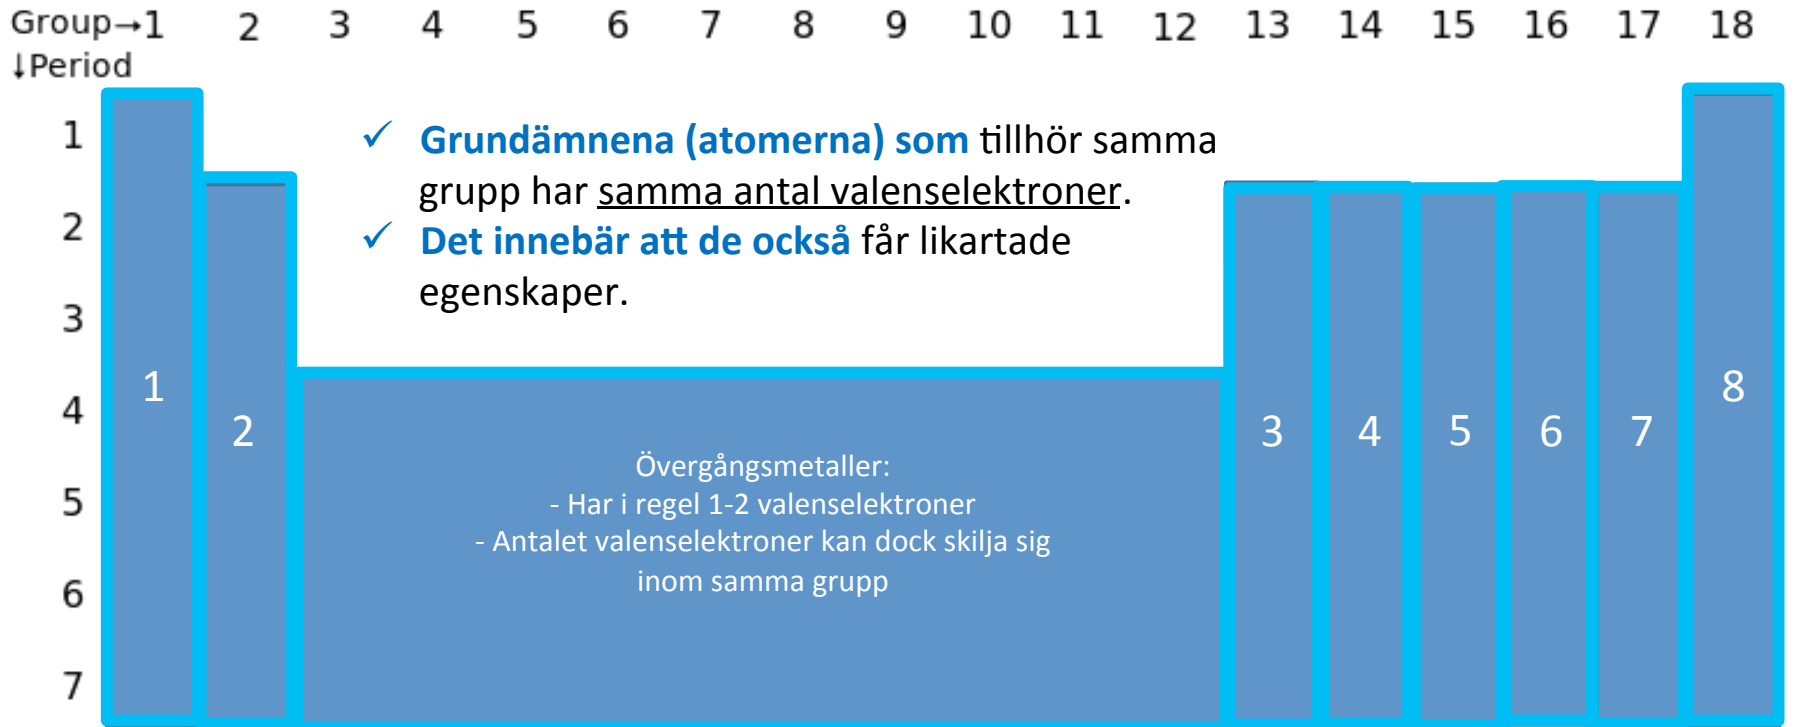 Group→1 2 3 4 5 6 7 8 9 10 11 12 13 14 15 16 17 18
↓Period
1
2
3
4
5
6
7
✓ Grundämnena (atomerna) som tillhör samma
grupp har samma antal valenselektroner.
✓ Det innebär att de också får likartade
egenskaper.
1
2
Övergångsmetaller:
- Har i regel 1-2 valenselektroner
- Antalet valenselektroner kan dock skilja sig
inom samma grupp
3
4
5
6
7
8